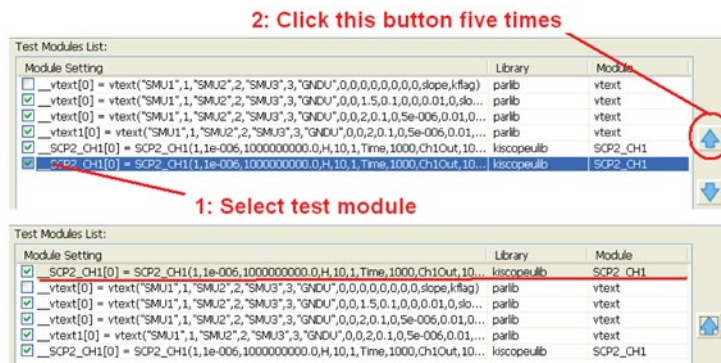 2: Click this button five times
Test Modules List:
Module Setting Library Module
__vtext[0] = vtext("SMU1",1,"SMU2",2,"SMU3",3,"GNDU",0,0,0,0,0,0,0,slope,kflag) parlib vtext
__vtext[0] = vtext("SMU1",1,"SMU2",2,"SMU3",3,"GNDU",0,0,1.5,0.1,0,0,0.01,0,slo... parlib vtext
__vtext[0] = vtext("SMU1",1,"SMU2",2,"SMU3",3,"GNDU",0,0,2,0.1,0,5e-006,0.01,0... parlib vtext
__vtext1[0] = vtext("SMU1",1,"SMU2",2,"SMU3",3,"GNDU",0,0,2,0.1,0,5e-006,0.01,... parlib vtext
__SCP2_CH1[0] = SCP2_CH1(1,1e-006,1000000000.0,H,10,1,Time,1000,Ch1Out,10... kiscopeulib SCP2_CH1
__SCP2_CH1[0] = SCP2_CH1(1,1e-006,1000000000.0,H,10,1,Time,1000,Ch1Out,10... kiscopeulib SCP2_CH1
1: Select test module
Test Modules List:
Module Setting Library Module
__SCP2_CH1[0] = SCP2_CH1(1,1e-006,1000000000.0,H,10,1,Time,1000,Ch1Out,10... kiscopeulib SCP2_CH1
__vtext[0] = vtext("SMU1",1,"SMU2",2,"SMU3",3,"GNDU",0,0,0,0,0,0,0,slope,kflag) parlib vtext
__vtext[0] = vtext("SMU1",1,"SMU2",2,"SMU3",3,"GNDU",0,0,1.5,0.1,0,0,0.01,0,slo... parlib vtext
__vtext[0] = vtext("SMU1",1,"SMU2",2,"SMU3",3,"GNDU",0,0,2,0.1,0,5e-006,0.01,0... parlib vtext
__vtext1[0] = vtext("SMU1",1,"SMU2",2,"SMU3",3,"GNDU",0,0,2,0.1,0,5e-006,0.01,... parlib vtext
__SCP2_CH1[0] = SCP2_CH1(1,1e-006,1000000000.0,H,10,1,Time,1000,Ch1Out,10... kiscopeulib SCP2_CH1